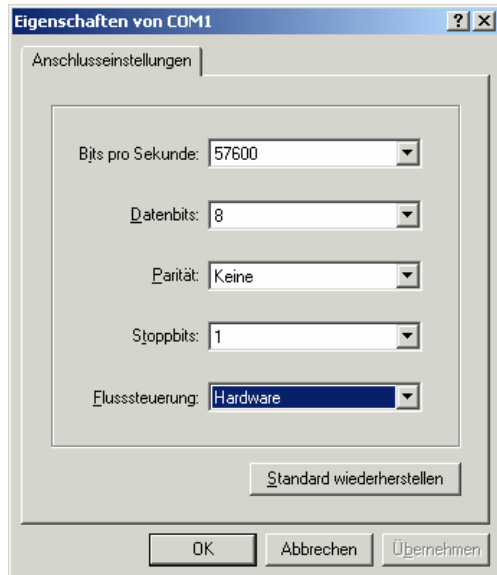 Eigenschaften von COM1
Anschlusseinstellungen
Bits pro Sekunde: 57600
Datenbits: 8
Parität: Keine
Stoppbits: 1
Flusssteuerung: Hardware
Standard wiederherstellen
OK Abbrechen Übernehmen